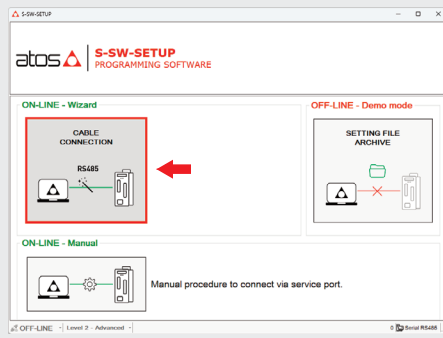 S-SW-SETUP
atos
S-SW-SETUP
PROGRAMMING SOFTWARE
ON-LINE - Wizard
CABLE
CONNECTION
RS485
OFF-LINE - Demo mode
SETTING FILE
ARCHIVE
ON-LINE - Manual
Manual procedure to connect via service port.
OFF-LINE
Level 2 - Advanced
0 Serial RS485